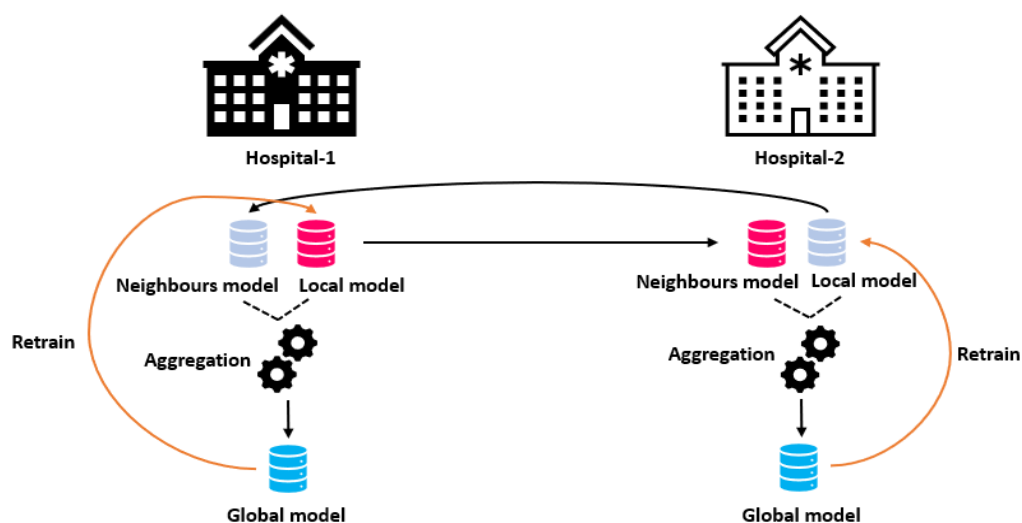 Hospital-1
Hospital-2
Neighbours model
Local model
Neighbours model
Local model
Retrain
Aggregation
Aggregation
Retrain
Global model
Global model